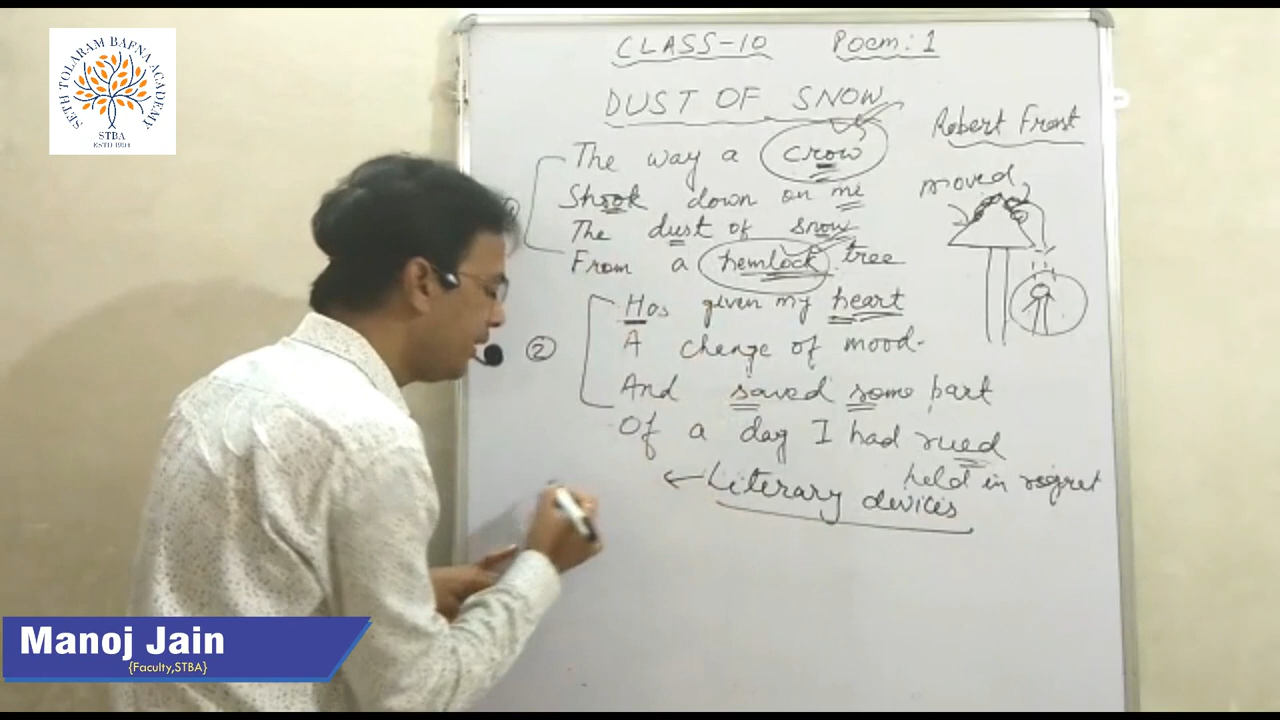 SETH TOLARAM BAFNA ACADEMY
STBA
ESTD 1984
CLASS-10 Poem: 1
DUST OF SNOW
Robert Frost
The way a crow
Shook down on me
The dust of snow
From a hemlock tree
moved
② Has given my heart
A change of mood.
And saved some part
Of a day I had rued
held in regret
Literary devices
Manoj Jain
{Faculty,STBA}